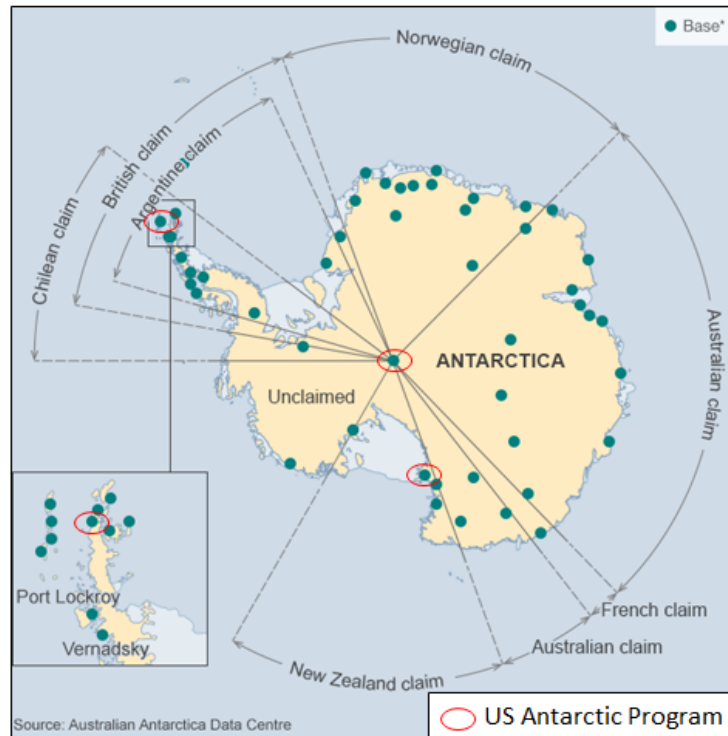 Base*
Norwegian claim
British claim
Argentine claim
Chilean claim
ANTARCTICA
Unclaimed
Australian claim
Port Lockroy
Vernadsky
French claim
Australian claim
New Zealand claim
Source: Australian Antarctica Data Centre
US Antarctic Program